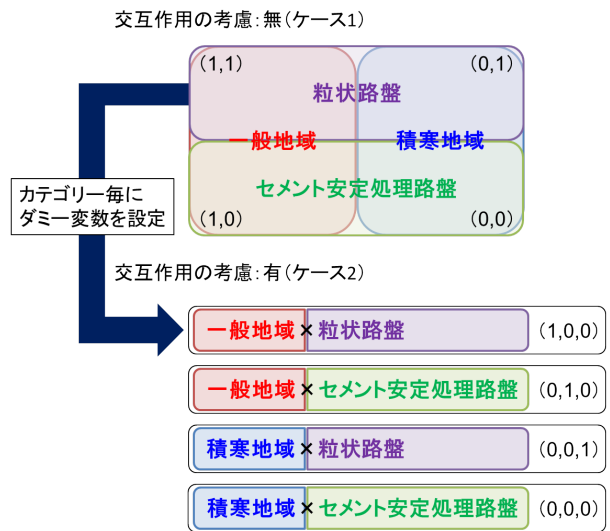 交互作用の考慮:無(ケース1)
(1,1)
(0,1)
粒状路盤
一般地域
積寒地域
セメント安定処理路盤
(1,0)
(0,0)
カテゴリー毎に
ダミー変数を設定
交互作用の考慮:有(ケース2)
一般地域×粒状路盤 (1,0,0)
一般地域×セメント安定処理路盤 (0,1,0)
積寒地域×粒状路盤 (0,0,1)
積寒地域×セメント安定処理路盤 (0,0,0)